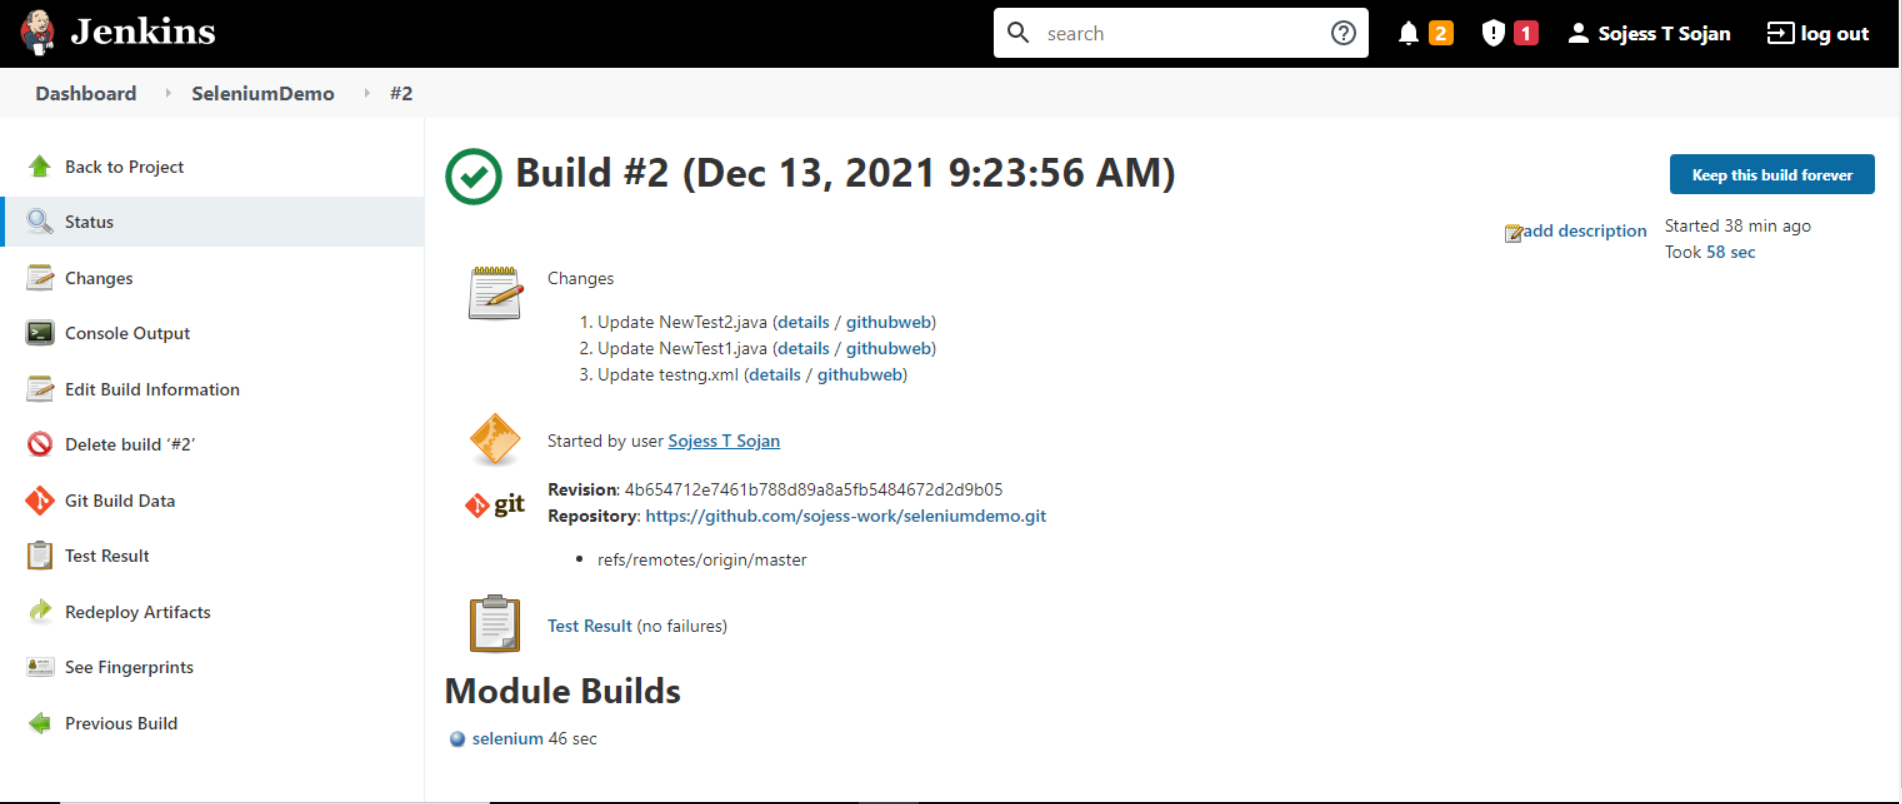 Jenkins
search
2
1
Sojess T Sojan
log out
Dashboard
SeleniumDemo
#2
Back to Project
Status
Changes
Console Output
Edit Build Information
Delete build ‘#2’
Git Build Data
Test Result
Redeploy Artifacts
See Fingerprints
Previous Build
Build #2 (Dec 13, 2021 9:23:56 AM)
Keep this build forever
add description
Started 38 min ago
Took 58 sec
Changes
1. Update NewTest2.java (details / githubweb)
2. Update NewTest1.java (details / githubweb)
3. Update testng.xml (details / githubweb)
Started by user Sojess T Sojan
git
Revision: 4b654712e7461b788d89a8a5fb5484672d2d9b05
Repository: https://github.com/sojess-work/seleniumdemo.git
• refs/remotes/origin/master
Test Result (no failures)
Module Builds
selenium 46 sec